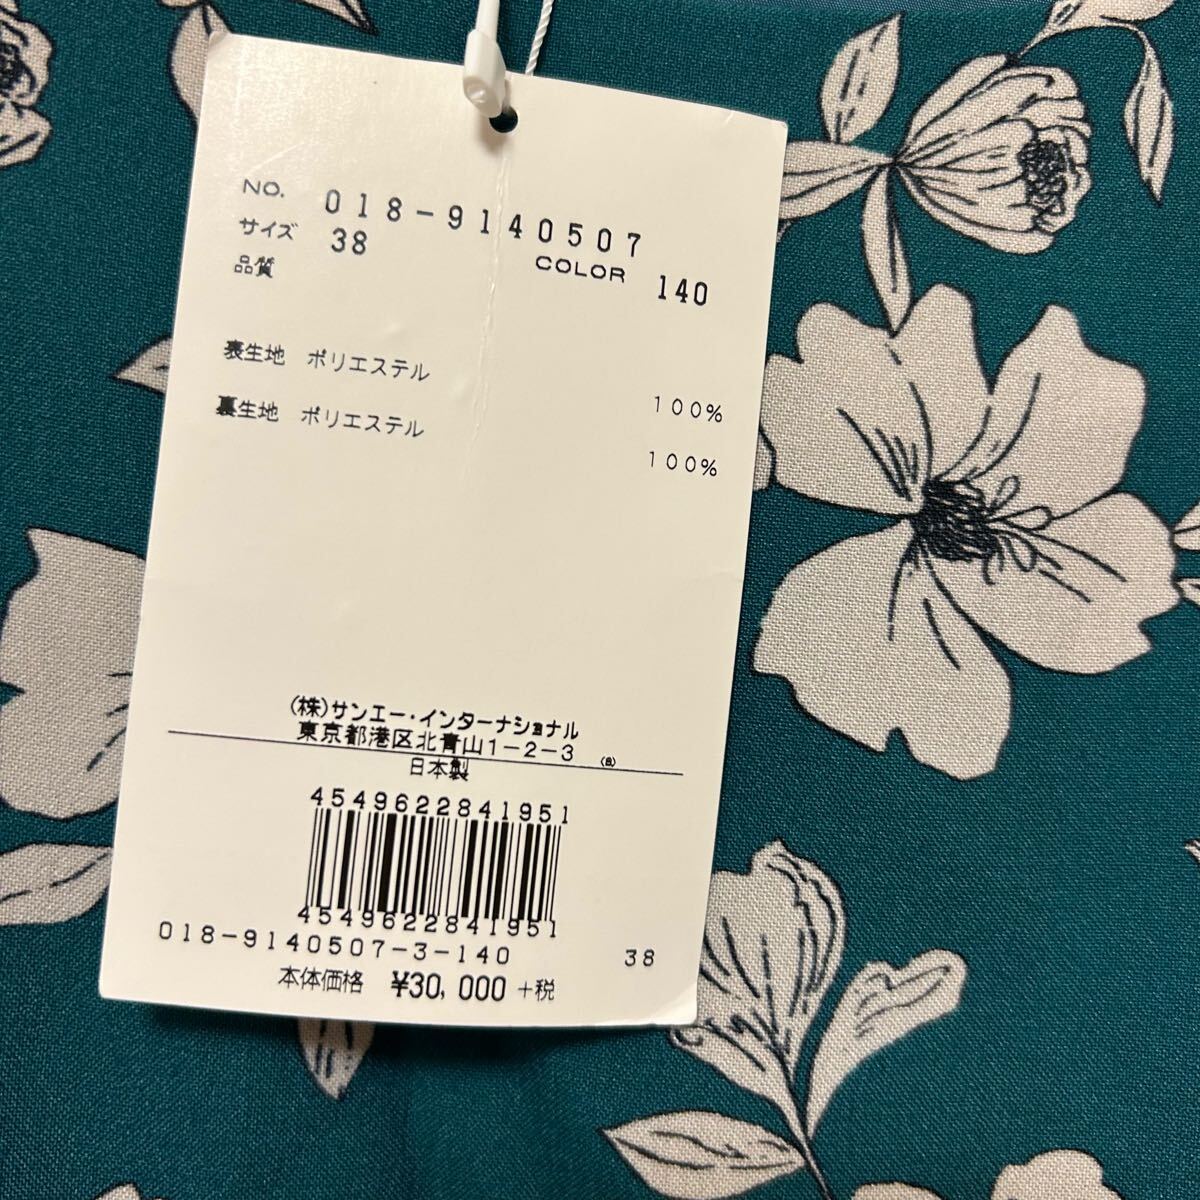 NO. 018-9140507
サイズ 38 COLOR 140
品質
表生地 ポリエステル 100%
裏生地 ポリエステル 100%
(株)サンエー・インターナショナル
東京都港区北青山1-2-3 (a)
日本製
4549622841951
4549622841951
018-9140507-3-140 38
本体価格 ¥30,000 +税